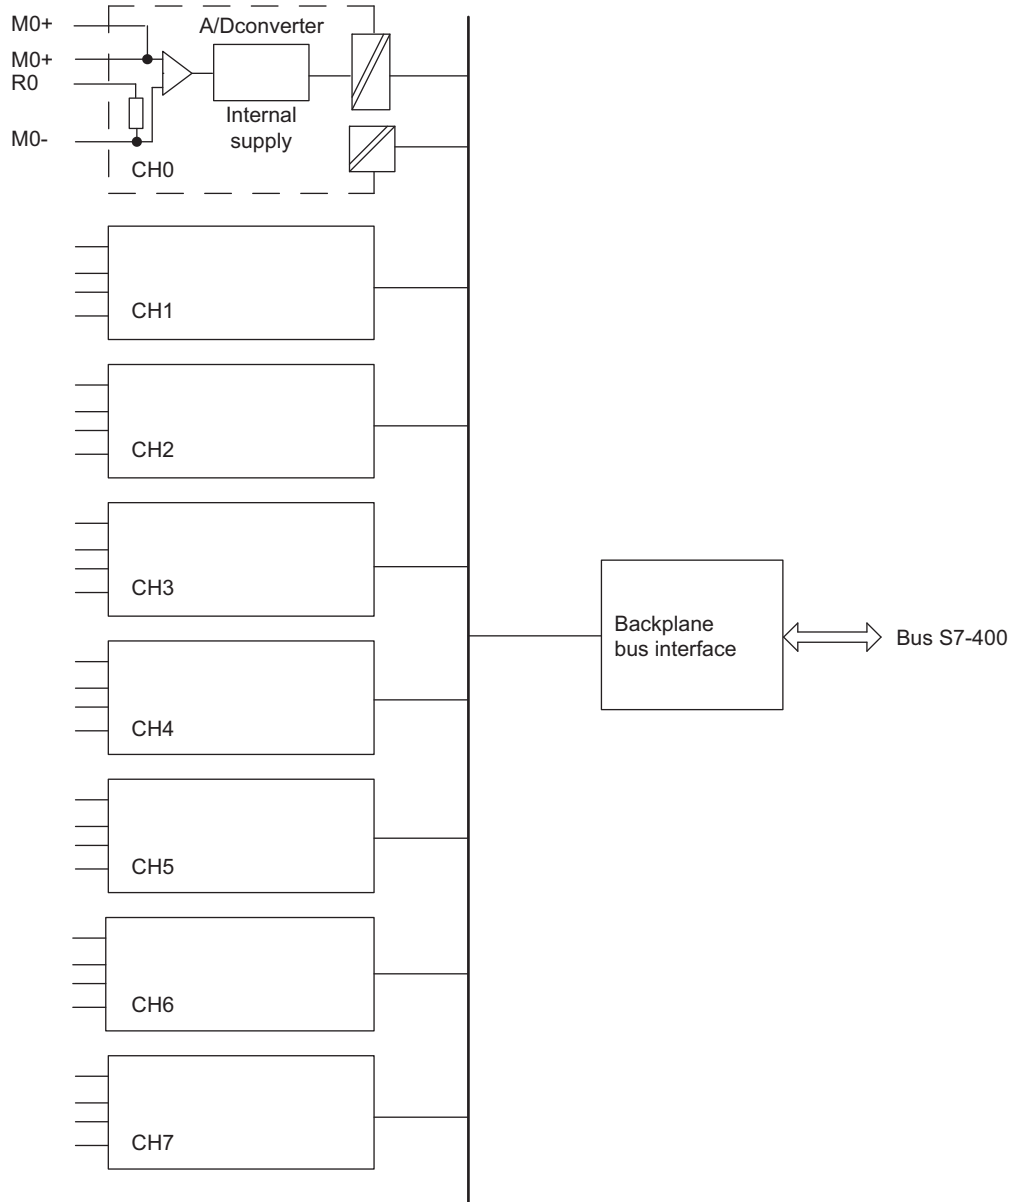 M0+
A/Dconverter
M0+
R0
Internal
supply
M0-
CH0
CH1
CH2
CH3
Backplane
bus interface
Bus S7-400
CH4
CH5
CH6
CH7